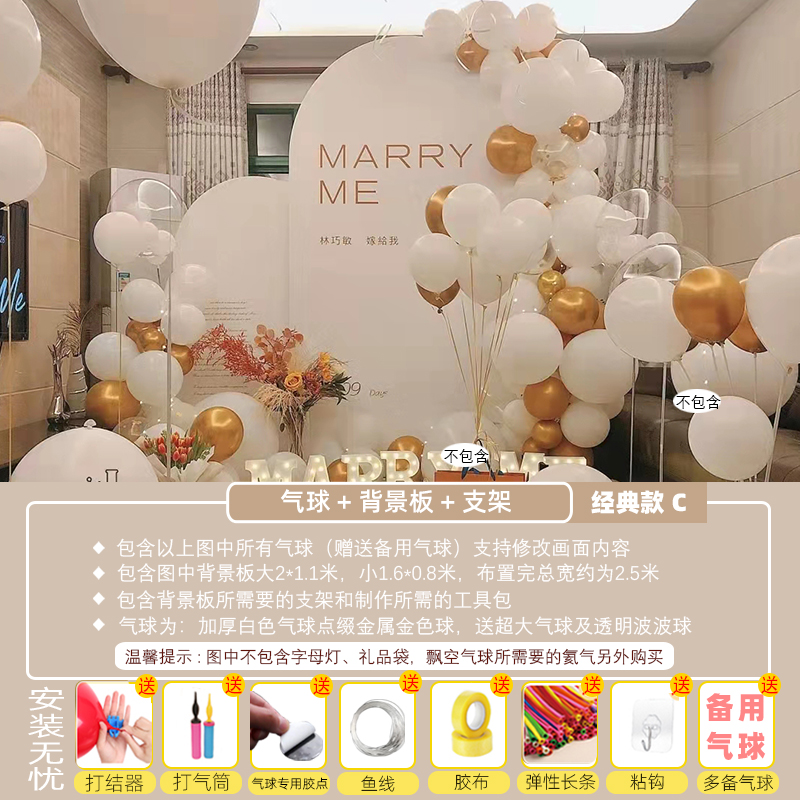 MARRY
ME
林巧敏 嫁給我
Me
99 Days
不包含
不包含
MARRY ME
气球 + 背景板 + 支架
经典款 C
包含以上图中所有气球（赠送备用气球）支持修改画面内容
包含图中背景板大2*1.1米，小1.6*0.8米，布置完总宽约为2.5米
包含背景板所需要的支架和制作所需的工具包
气球为：加厚白色气球点缀金属金色球，送超大气球及透明波波球
温馨提示：图中不包含字母灯、礼品袋，飘空气球所需要的氦气另外购买
安装无忧
送
送
送
送
送
送
送
送
备用
气球
打结器
打气筒
气球专用胶点
鱼线
胶布
弹性长条
粘钩
多备气球